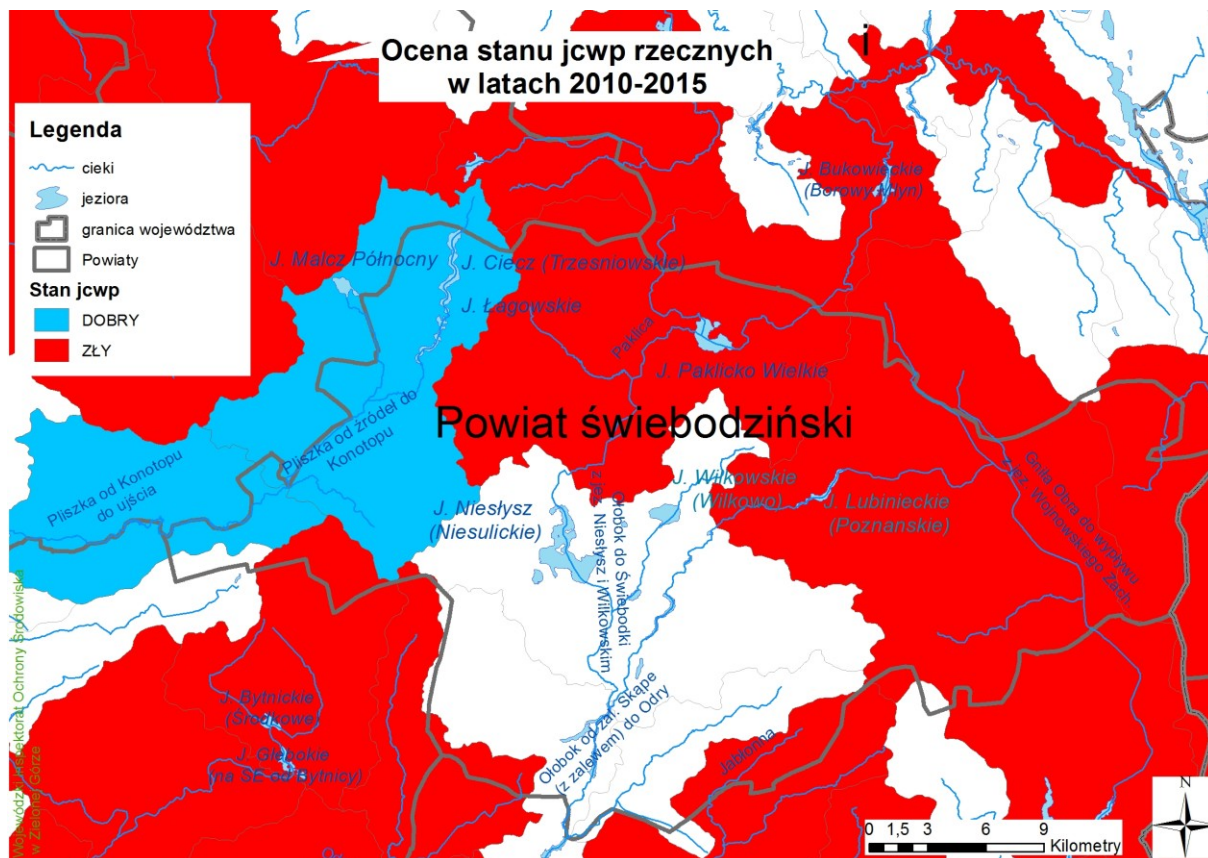 Ocena stanu jcwp rzecznych
w latach 2010-2015
i
Legenda
cieki
jeziora
granica województwa
Powiaty
Stan jcwp
DOBRY
ZŁY
J. Bukowieckie
(Borowy Młyn)
J. Malcz Północny
J. Ciecz (Trzesniowskie)
J. Łagowskie
Paklica
J. Paklicko Wielkie
Powiat świebodziński
Pliszka od źródeł do
Konotopu
Pliszka od Konotopu
do ujścia
J. Niesłysz
(Niesulickie)
Ołobok do Świebodki
z jez. Niesłysz i Wilkowskim
J. Wilkowskie
(Wilkowo)
J. Lubinieckie
(Poznanskie)
Gniła Obra do wypływu
z jez. Wojnowskiego Zach.
J. Bytnickie
(Środkowe)
J. Głębokie
(na SE od Bytnicy)
Ołobok od zal. Skąpe
(z zalewem) do Odry
Jabłonna
Wojewódzki Inspektorat Ochrony Środowiska
w Zielonej Górze
N
0 1,5 3 6 9
Kilometry